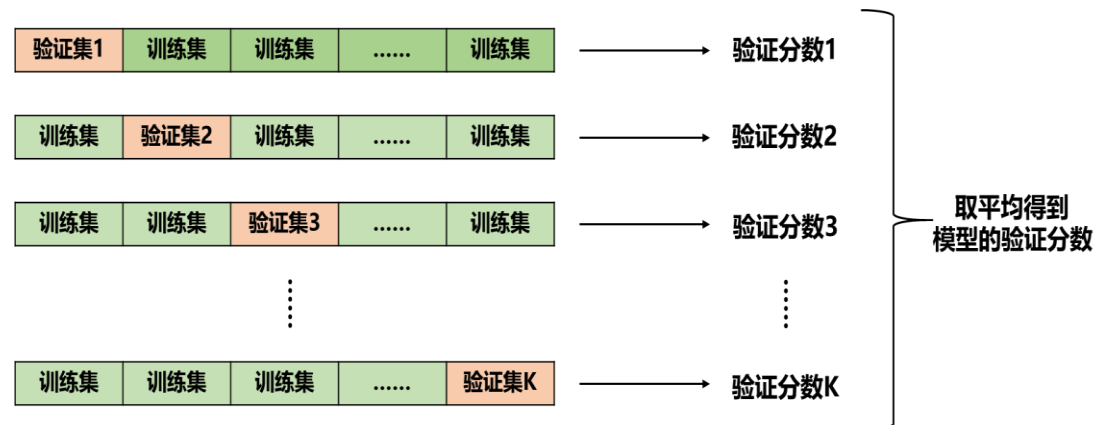 验证集1 训练集 训练集 …… 训练集 验证分数1
训练集 验证集2 训练集 …… 训练集 验证分数2
训练集 训练集 验证集3 …… 训练集 验证分数3
训练集 训练集 训练集 …… 验证集K 验证分数K
取平均得到
模型的验证分数